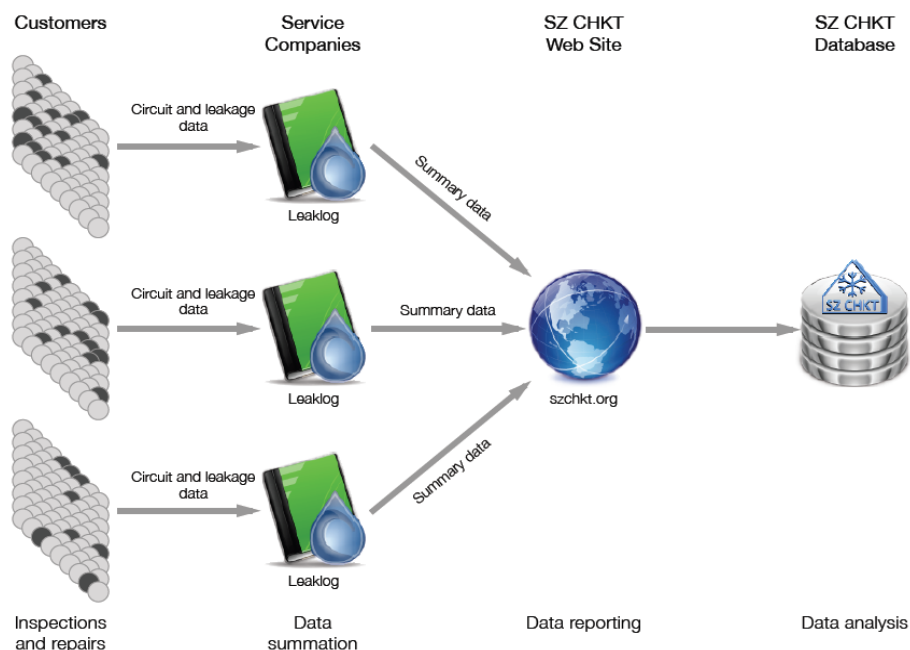 Customers
Service
Companies
SZ CHKT
Web Site
SZ CHKT
Database
Circuit and leakage
data
Leaklog
Summary data
Circuit and leakage
data
Leaklog
Summary data
szchkt.org
SZ CHKT
Circuit and leakage
data
Leaklog
Summary data
Inspections
and repairs
Data
summation
Data reporting
Data analysis